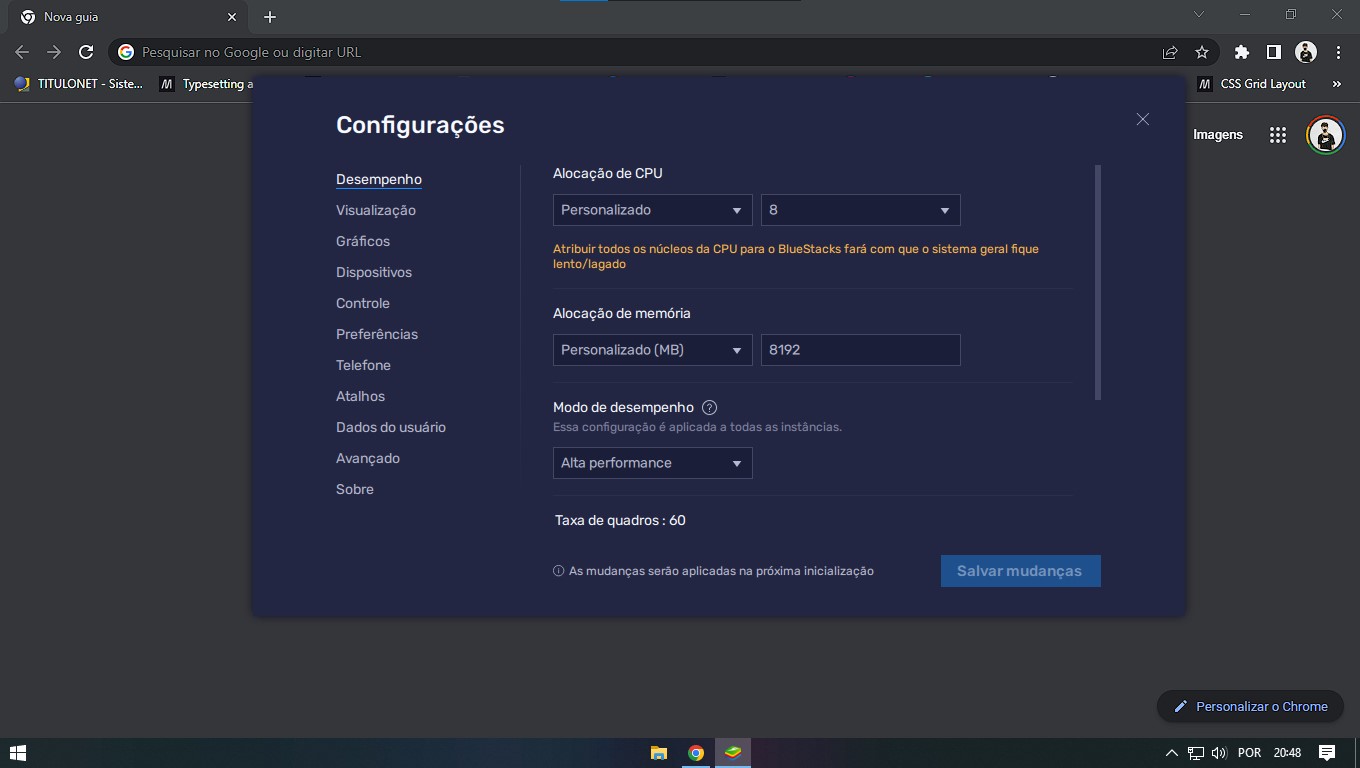 Nova guia
Pesquisar no Google ou digitar URL
TITULONET - Siste...
Typesetting a
CSS Grid Layout
»
Imagens
Configurações
Desempenho
Visualização
Gráficos
Dispositivos
Controle
Preferências
Telefone
Atalhos
Dados do usuário
Avançado
Sobre
Alocação de CPU
Personalizado
8
Atribuir todos os núcleos da CPU para o BlueStacks fará com que o sistema geral fique
lento/lagado
Alocação de memória
Personalizado (MB)
8192
Modo de desempenho
Essa configuração é aplicada a todas as instâncias.
Alta performance
Taxa de quadros : 60
As mudanças serão aplicadas na próxima inicialização
Salvar mudanças
Personalizar o Chrome
POR
20:48